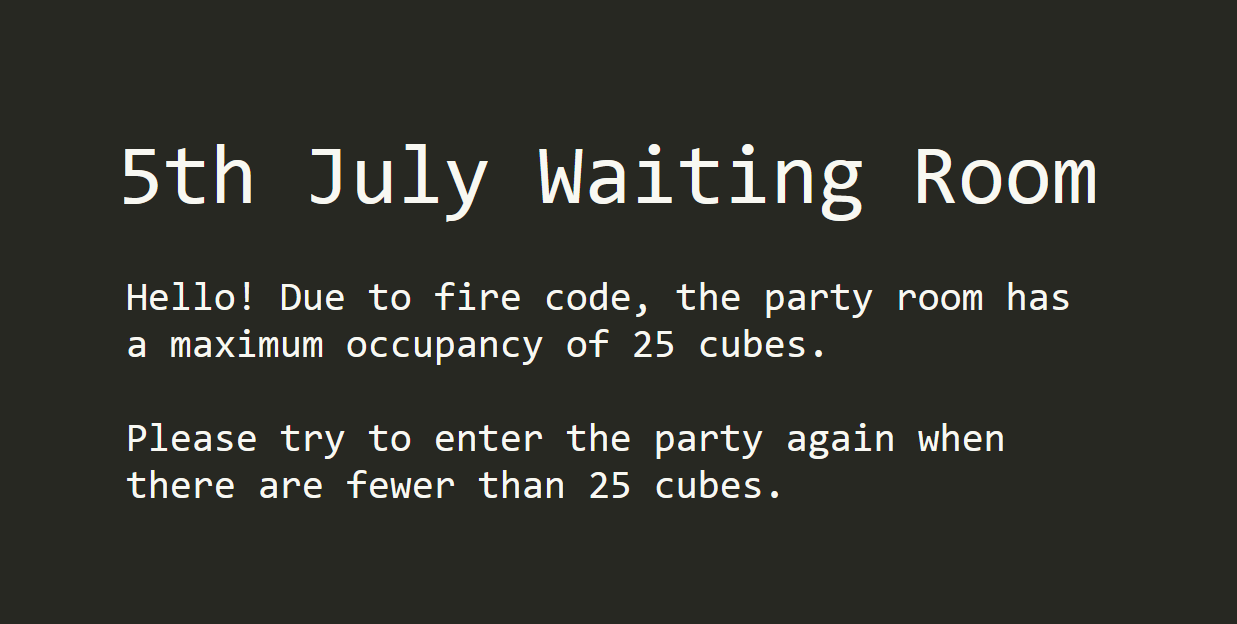 5th July Waiting Room
Hello! Due to fire code, the party room has
a maximum occupancy of 25 cubes.
Please try to enter the party again when
there are fewer than 25 cubes.